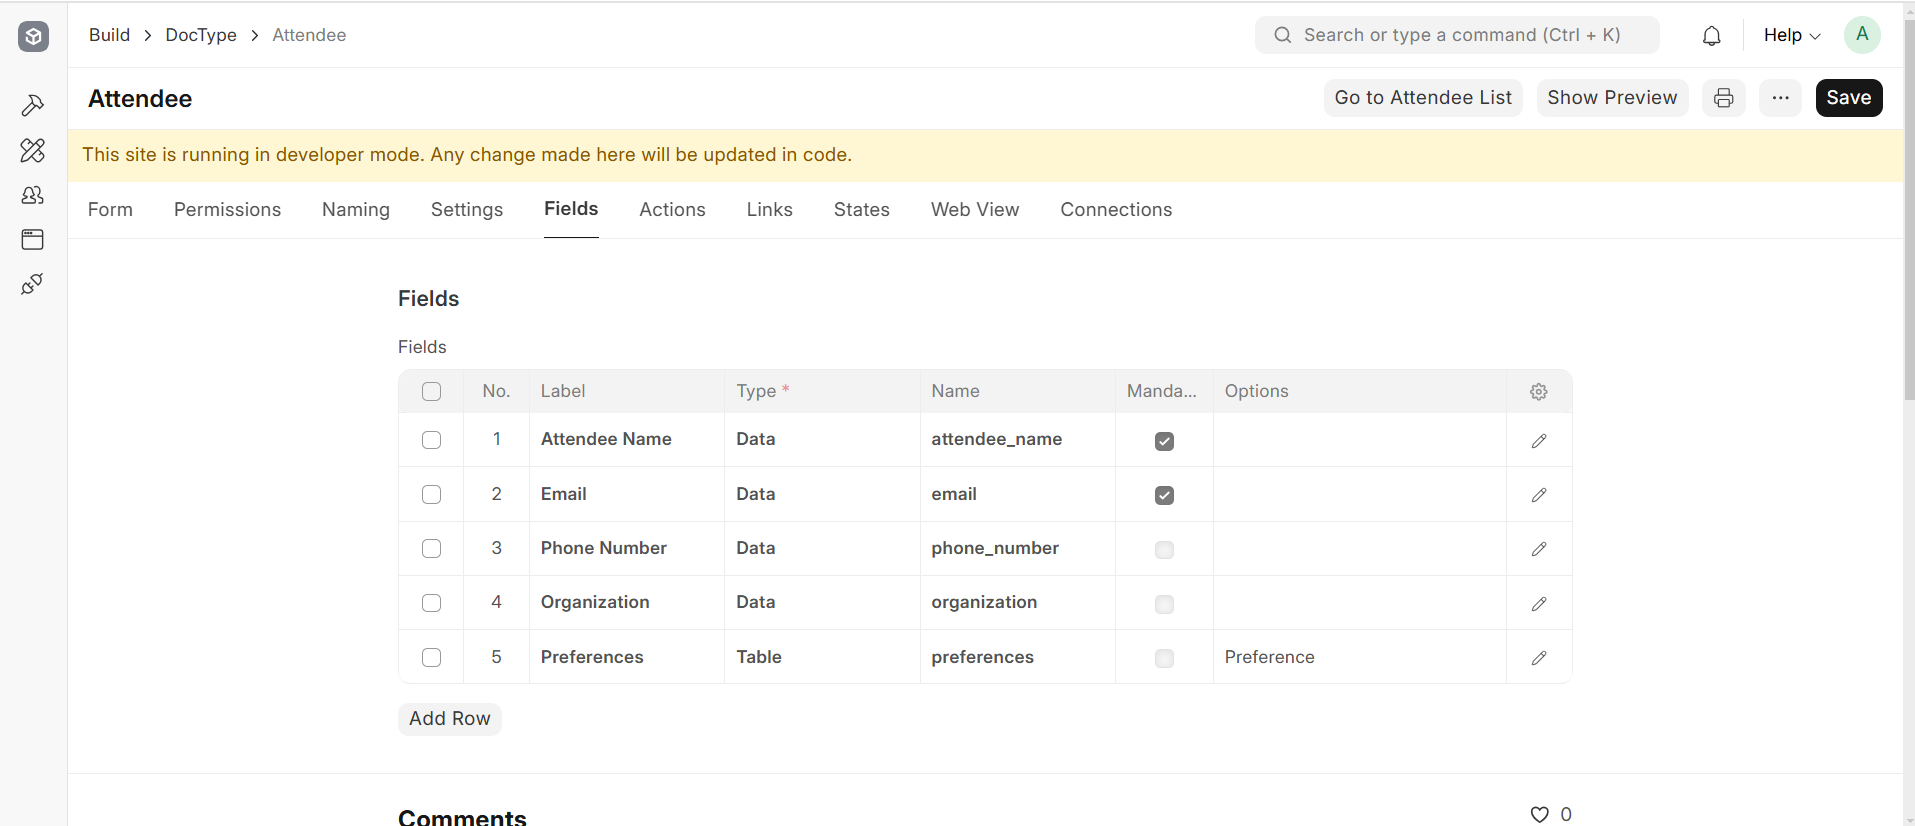 Build > DocType > Attendee
Search or type a command (Ctrl + K)
Help
A
Attendee
Go to Attendee List
Show Preview
...
Save
This site is running in developer mode. Any change made here will be updated in code.
Form Permissions Naming Settings Fields Actions Links States Web View Connections
Fields
Fields
No. Label Type * Name Manda... Options
1 Attendee Name Data attendee_name
2 Email Data email
3 Phone Number Data phone_number
4 Organization Data organization
5 Preferences Table preferences Preference
Add Row
Comments
0